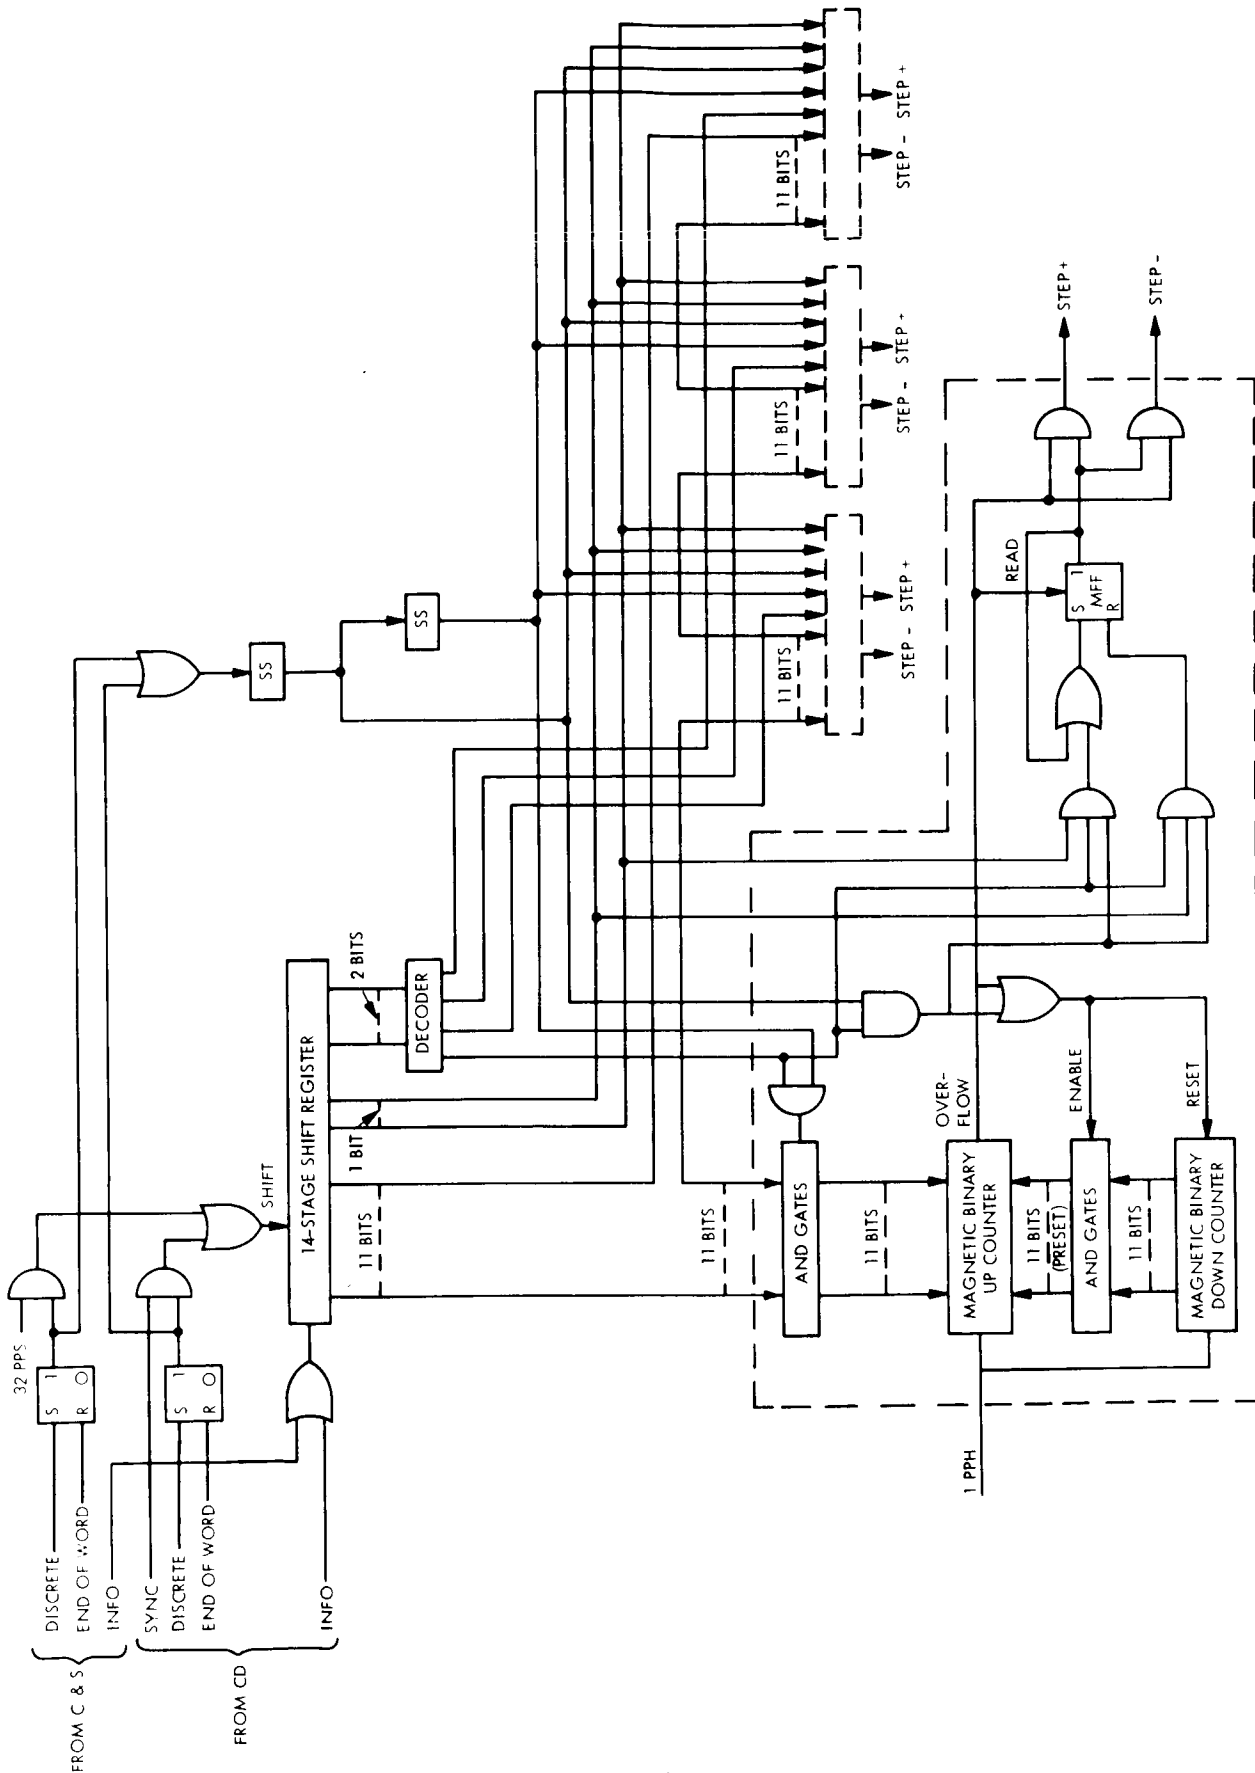 FROM C & S
DISCRETE
END OF WORD
INFO
FROM CD
SYNC
DISCRETE
END OF WORD
INFO
32 PPS
S 1
R O
S 1
R O
SHIFT
14-STAGE SHIFT REGISTER
11 BITS
1 BIT
2 BITS
DECODER
SS
SS
11 BITS
STEP -
STEP +
11 BITS
STEP -
STEP +
11 BITS
STEP -
STEP +
11 BITS
AND GATES
11 BITS
1 PPH
MAGNETIC BINARY
UP COUNTER
OVER-
FLOW
11 BITS
(PRESET)
AND GATES
ENABLE
11 BITS
MAGNETIC BINARY
DOWN COUNTER
RESET
READ
S 1
MFF
R
STEP+
STEP-